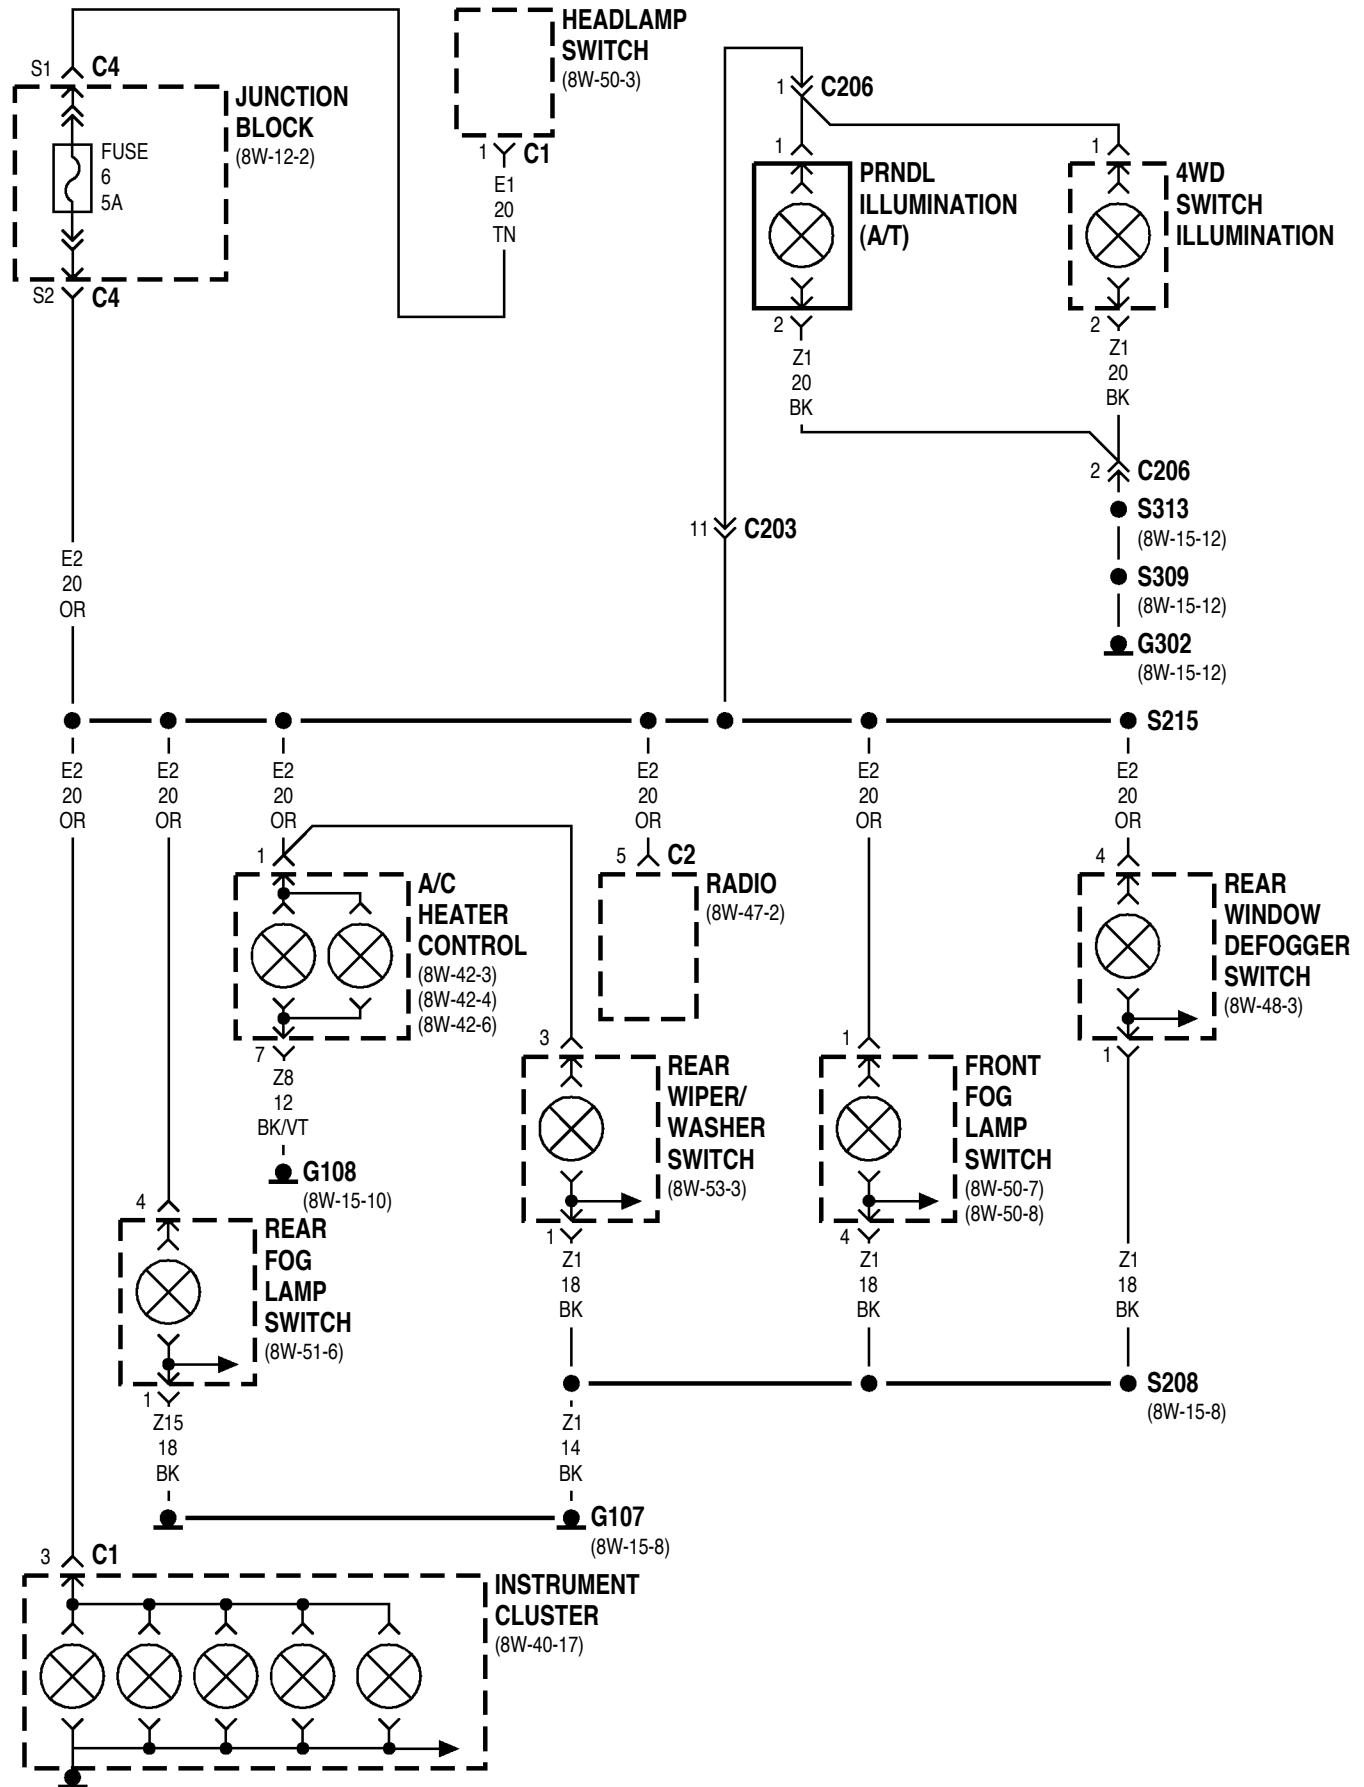 HEADLAMP
SWITCH
(8W-50-3)
S1 C4
JUNCTION
BLOCK
(8W-12-2)
FUSE
6
5A
S2 C4
1 C1
E1
20
TN
1 C206
1
PRNDL
ILLUMINATION
(A/T)
2
Z1
20
BK
1
4WD
SWITCH
ILLUMINATION
2
Z1
20
BK
2 C206
S313
(8W-15-12)
S309
(8W-15-12)
G302
(8W-15-12)
11 C203
E2
20
OR
S215
E2
20
OR
E2
20
OR
E2
20
OR
E2
20
OR
E2
20
OR
E2
20
OR
1
A/C
HEATER
CONTROL
(8W-42-3)
(8W-42-4)
(8W-42-6)
7
Z8
12
BK/VT
G108
(8W-15-10)
5 C2
RADIO
(8W-47-2)
4
REAR
WINDOW
DEFOGGER
SWITCH
(8W-48-3)
1
Z1
18
BK
3
REAR
WIPER/
WASHER
SWITCH
(8W-53-3)
1
Z1
18
BK
1
FRONT
FOG
LAMP
SWITCH
(8W-50-7)
(8W-50-8)
4
Z1
18
BK
4
REAR
FOG
LAMP
SWITCH
(8W-51-6)
1
Z15
18
BK
S208
(8W-15-8)
Z1
14
BK
G107
(8W-15-8)
3 C1
INSTRUMENT
CLUSTER
(8W-40-17)